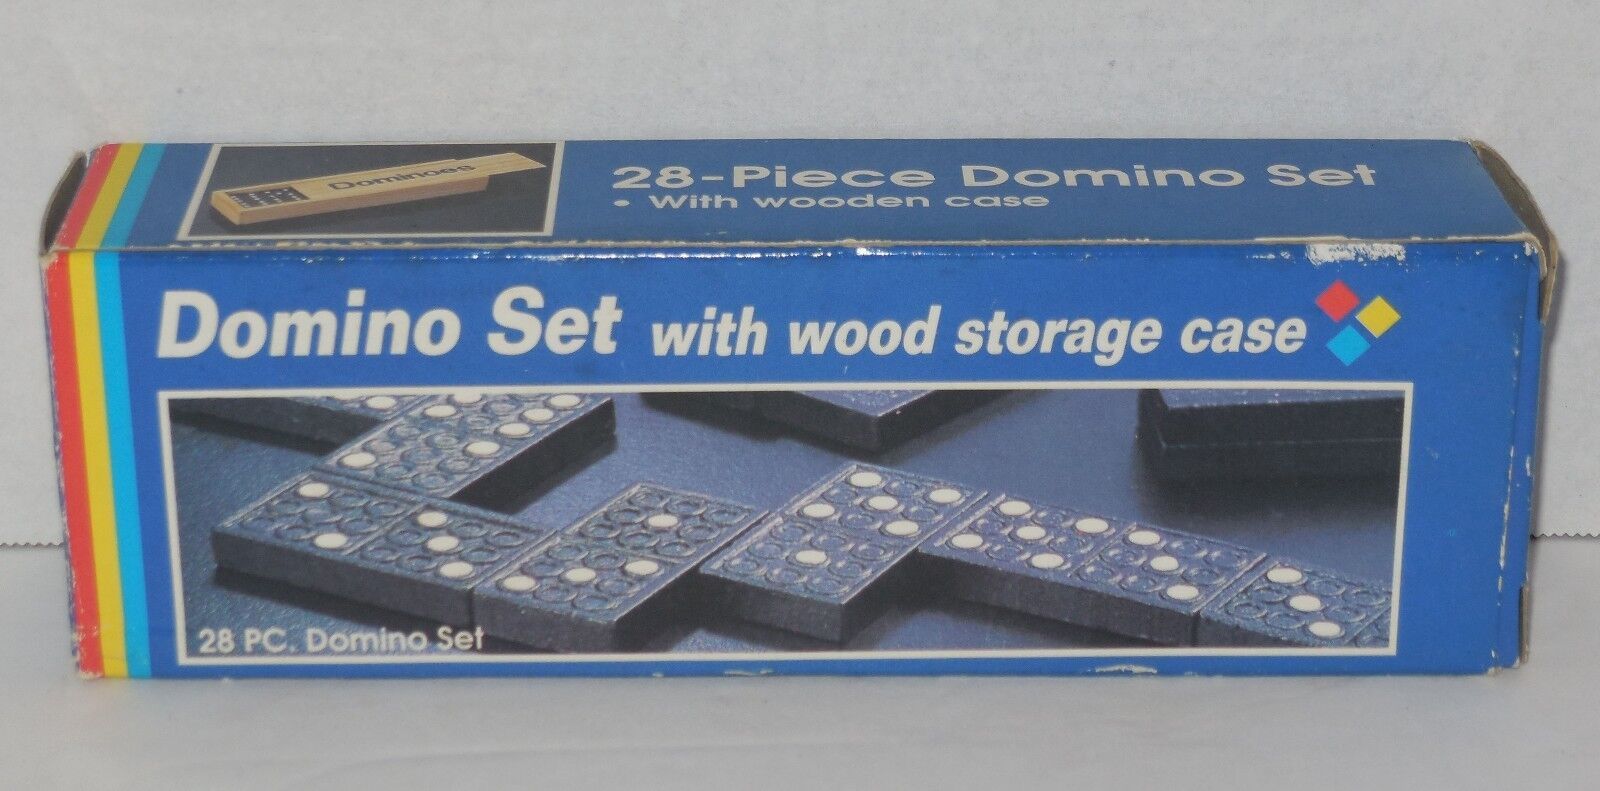 Dominoes
28-Piece Domino Set
• With wooden case
Domino Set with wood storage case
28 PC. Domino Set